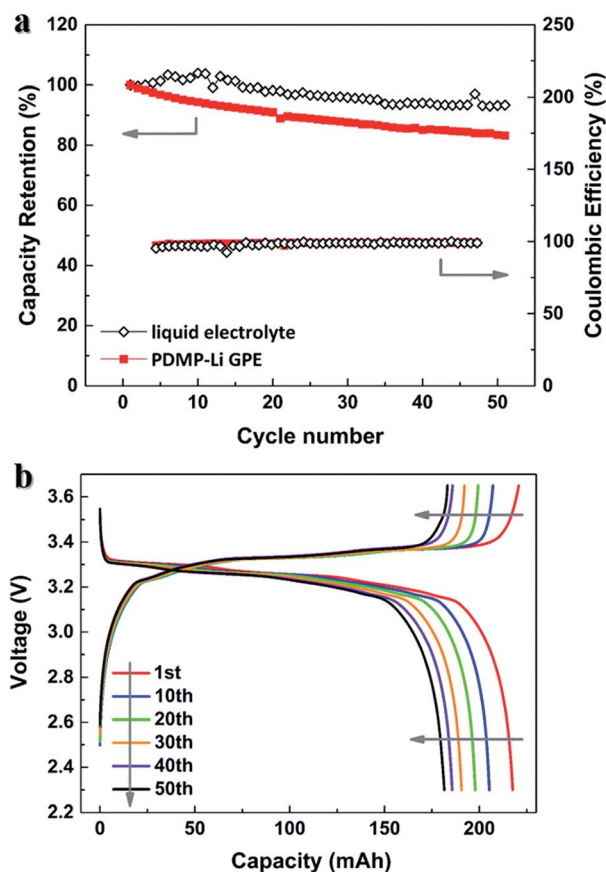 a
120
100
80
60
40
20
0
Capacity Retention (%)
250
200
150
100
50
0
Coulombic Efficiency (%)
liquid electrolyte
PDMP-Li GPE
0 10 20 30 40 50
Cycle number
b
3.6
3.4
3.2
3.0
2.8
2.6
2.4
2.2
Voltage (V)
1st
10th
20th
30th
40th
50th
0 50 100 150 200
Capacity (mAh)